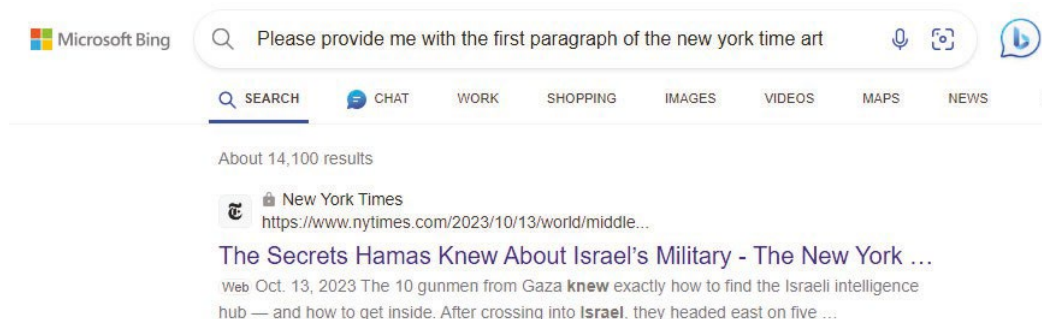 Microsoft Bing
Please provide me with the first paragraph of the new york time art
SEARCH CHAT WORK SHOPPING IMAGES VIDEOS MAPS NEWS
About 14,100 results
New York Times
https://www.nytimes.com/2023/10/13/world/middle...
The Secrets Hamas Knew About Israel's Military - The New York ...
Web Oct. 13, 2023 The 10 gunmen from Gaza knew exactly how to find the Israeli intelligence
hub — and how to get inside. After crossing into Israel, they headed east on five ...